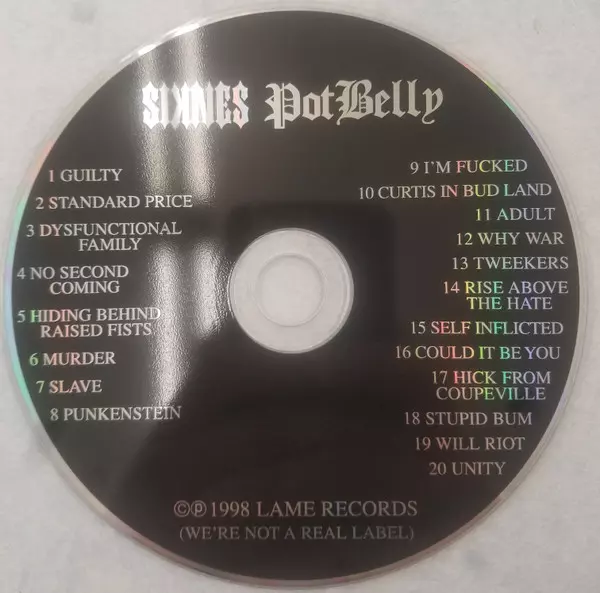 SIKNES PotBelly
1 GUILTY
2 STANDARD PRICE
3 DYSFUNCTIONAL
FAMILY
4 NO SECOND
COMING
5 HIDING BEHIND
RAISED FISTS
6 MURDER
7 SLAVE
8 PUNKENSTEIN
9 I'M FUCKED
10 CURTIS IN BUD LAND
11 ADULT
12 WHY WAR
13 TWEEKERS
14 RISE ABOVE
THE HATE
15 SELF INFLICTED
16 COULD IT BE YOU
17 HICK FROM
COUPEVILLE
18 STUPID BUM
19 WILL RIOT
20 UNITY
©℗ 1998 LAME RECORDS
(WE'RE NOT A REAL LABEL)